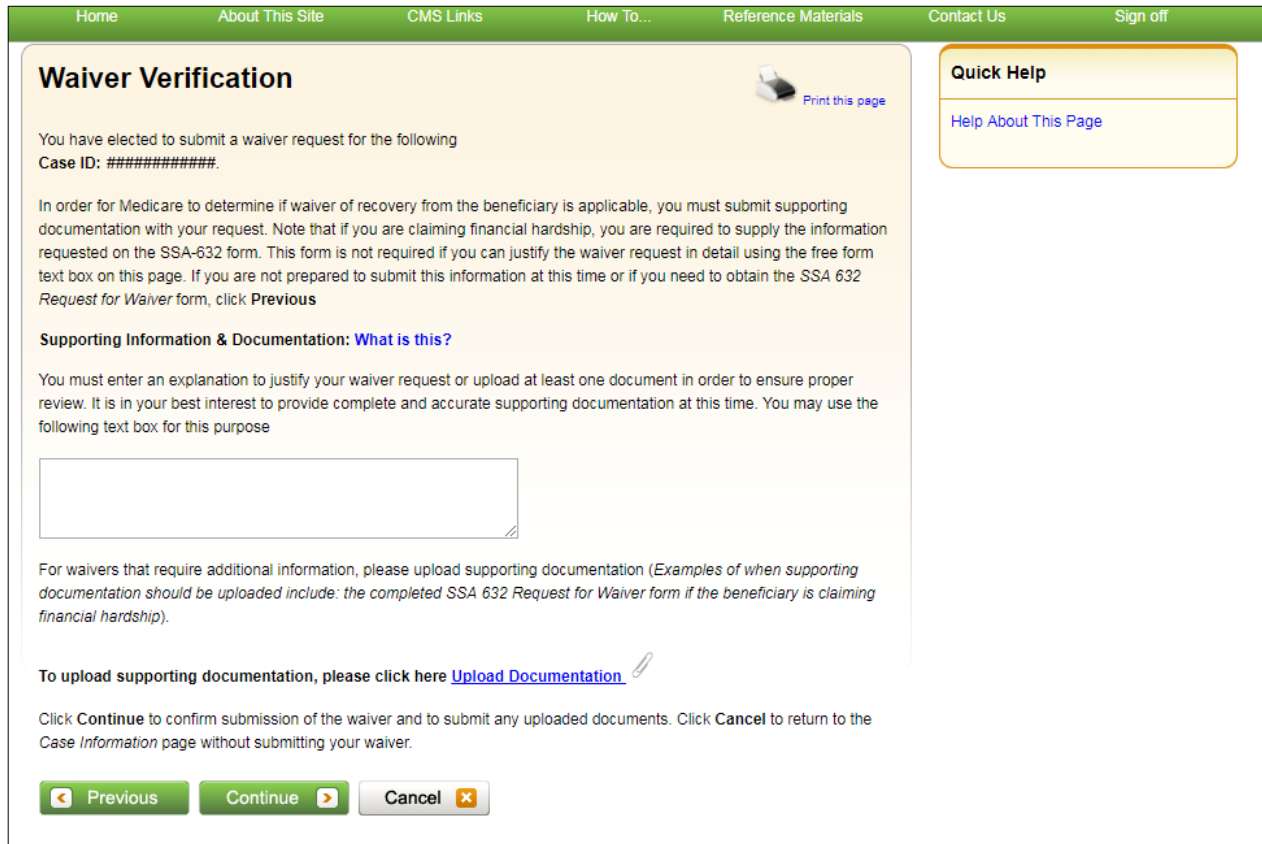 Home About This Site CMS Links How To... Reference Materials Contact Us Sign off
Waiver Verification
Print this page
Quick Help
Help About This Page
You have elected to submit a waiver request for the following
Case ID: ############.
In order for Medicare to determine if waiver of recovery from the beneficiary is applicable, you must submit supporting
documentation with your request. Note that if you are claiming financial hardship, you are required to supply the information
requested on the SSA-632 form. This form is not required if you can justify the waiver request in detail using the free form
text box on this page. If you are not prepared to submit this information at this time or if you need to obtain the SSA 632
Request for Waiver form, click Previous
Supporting Information & Documentation: What is this?
You must enter an explanation to justify your waiver request or upload at least one document in order to ensure proper
review. It is in your best interest to provide complete and accurate supporting documentation at this time. You may use the
following text box for this purpose
For waivers that require additional information, please upload supporting documentation (Examples of when supporting
documentation should be uploaded include: the completed SSA 632 Request for Waiver form if the beneficiary is claiming
financial hardship).
To upload supporting documentation, please click here Upload Documentation
Click Continue to confirm submission of the waiver and to submit any uploaded documents. Click Cancel to return to the
Case Information page without submitting your waiver.
Previous Continue Cancel